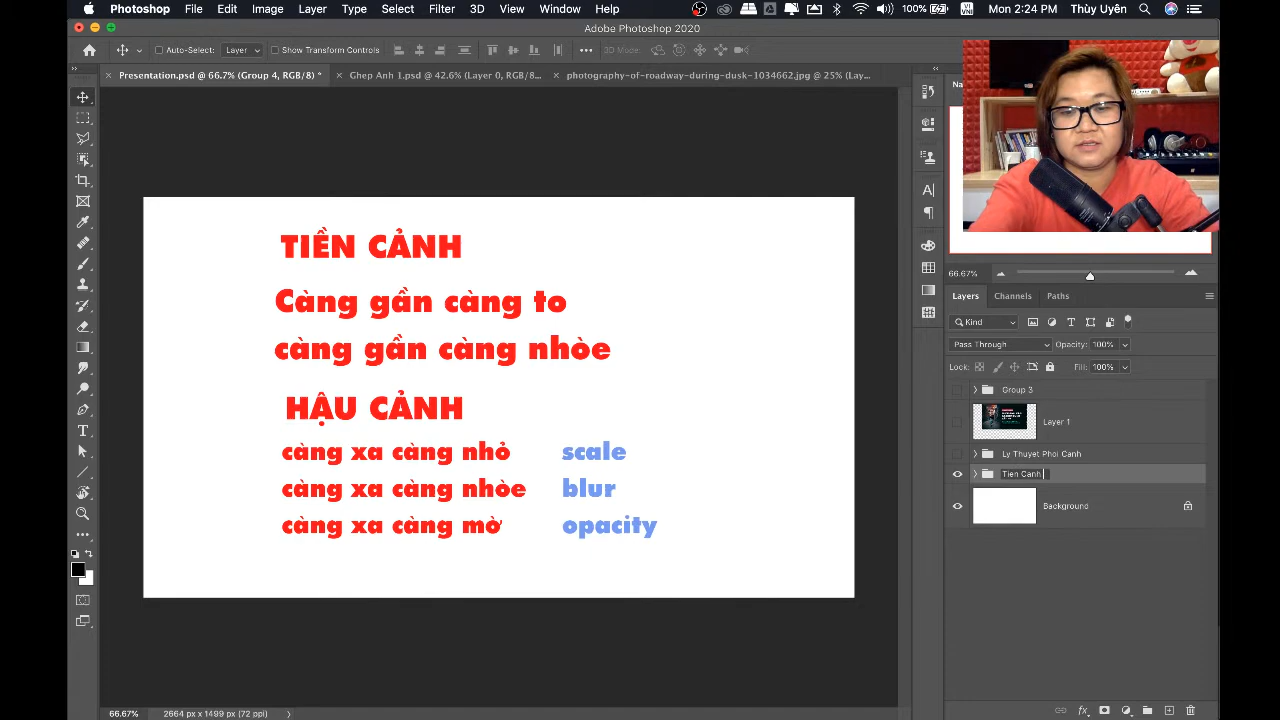 Photoshop File Edit Image Layer Type Select Filter 3D View Window Help 100% VI VNI Mon 2:24 PM Thùy Uyên
Adobe Photoshop 2020
Auto-Select: Layer Show Transform Controls 3D Mode:
Presentation.psd @ 66.7% (Group 4, RGB/8) * Ghep Anh 1.psd @ 42.6% (Layer 0, RGB/8... photography-of-roadway-during-dusk-1034662.jpg @ 25% (Lay...
Na
TIỀN CẢNH
Càng gần càng to
càng gần càng nhòe
HẬU CẢNH
càng xa càng nhỏ scale
càng xa càng nhòe blur
càng xa càng mờ opacity
66.67%
Layers Channels Paths
Kind
Pass Through Opacity: 100%
Lock: Fill: 100%
Group 3
Layer 1
Ly Thuyet Phoi Canh
Tien Canh
Background
66.67% 2664 px x 1499 px (72 ppi)